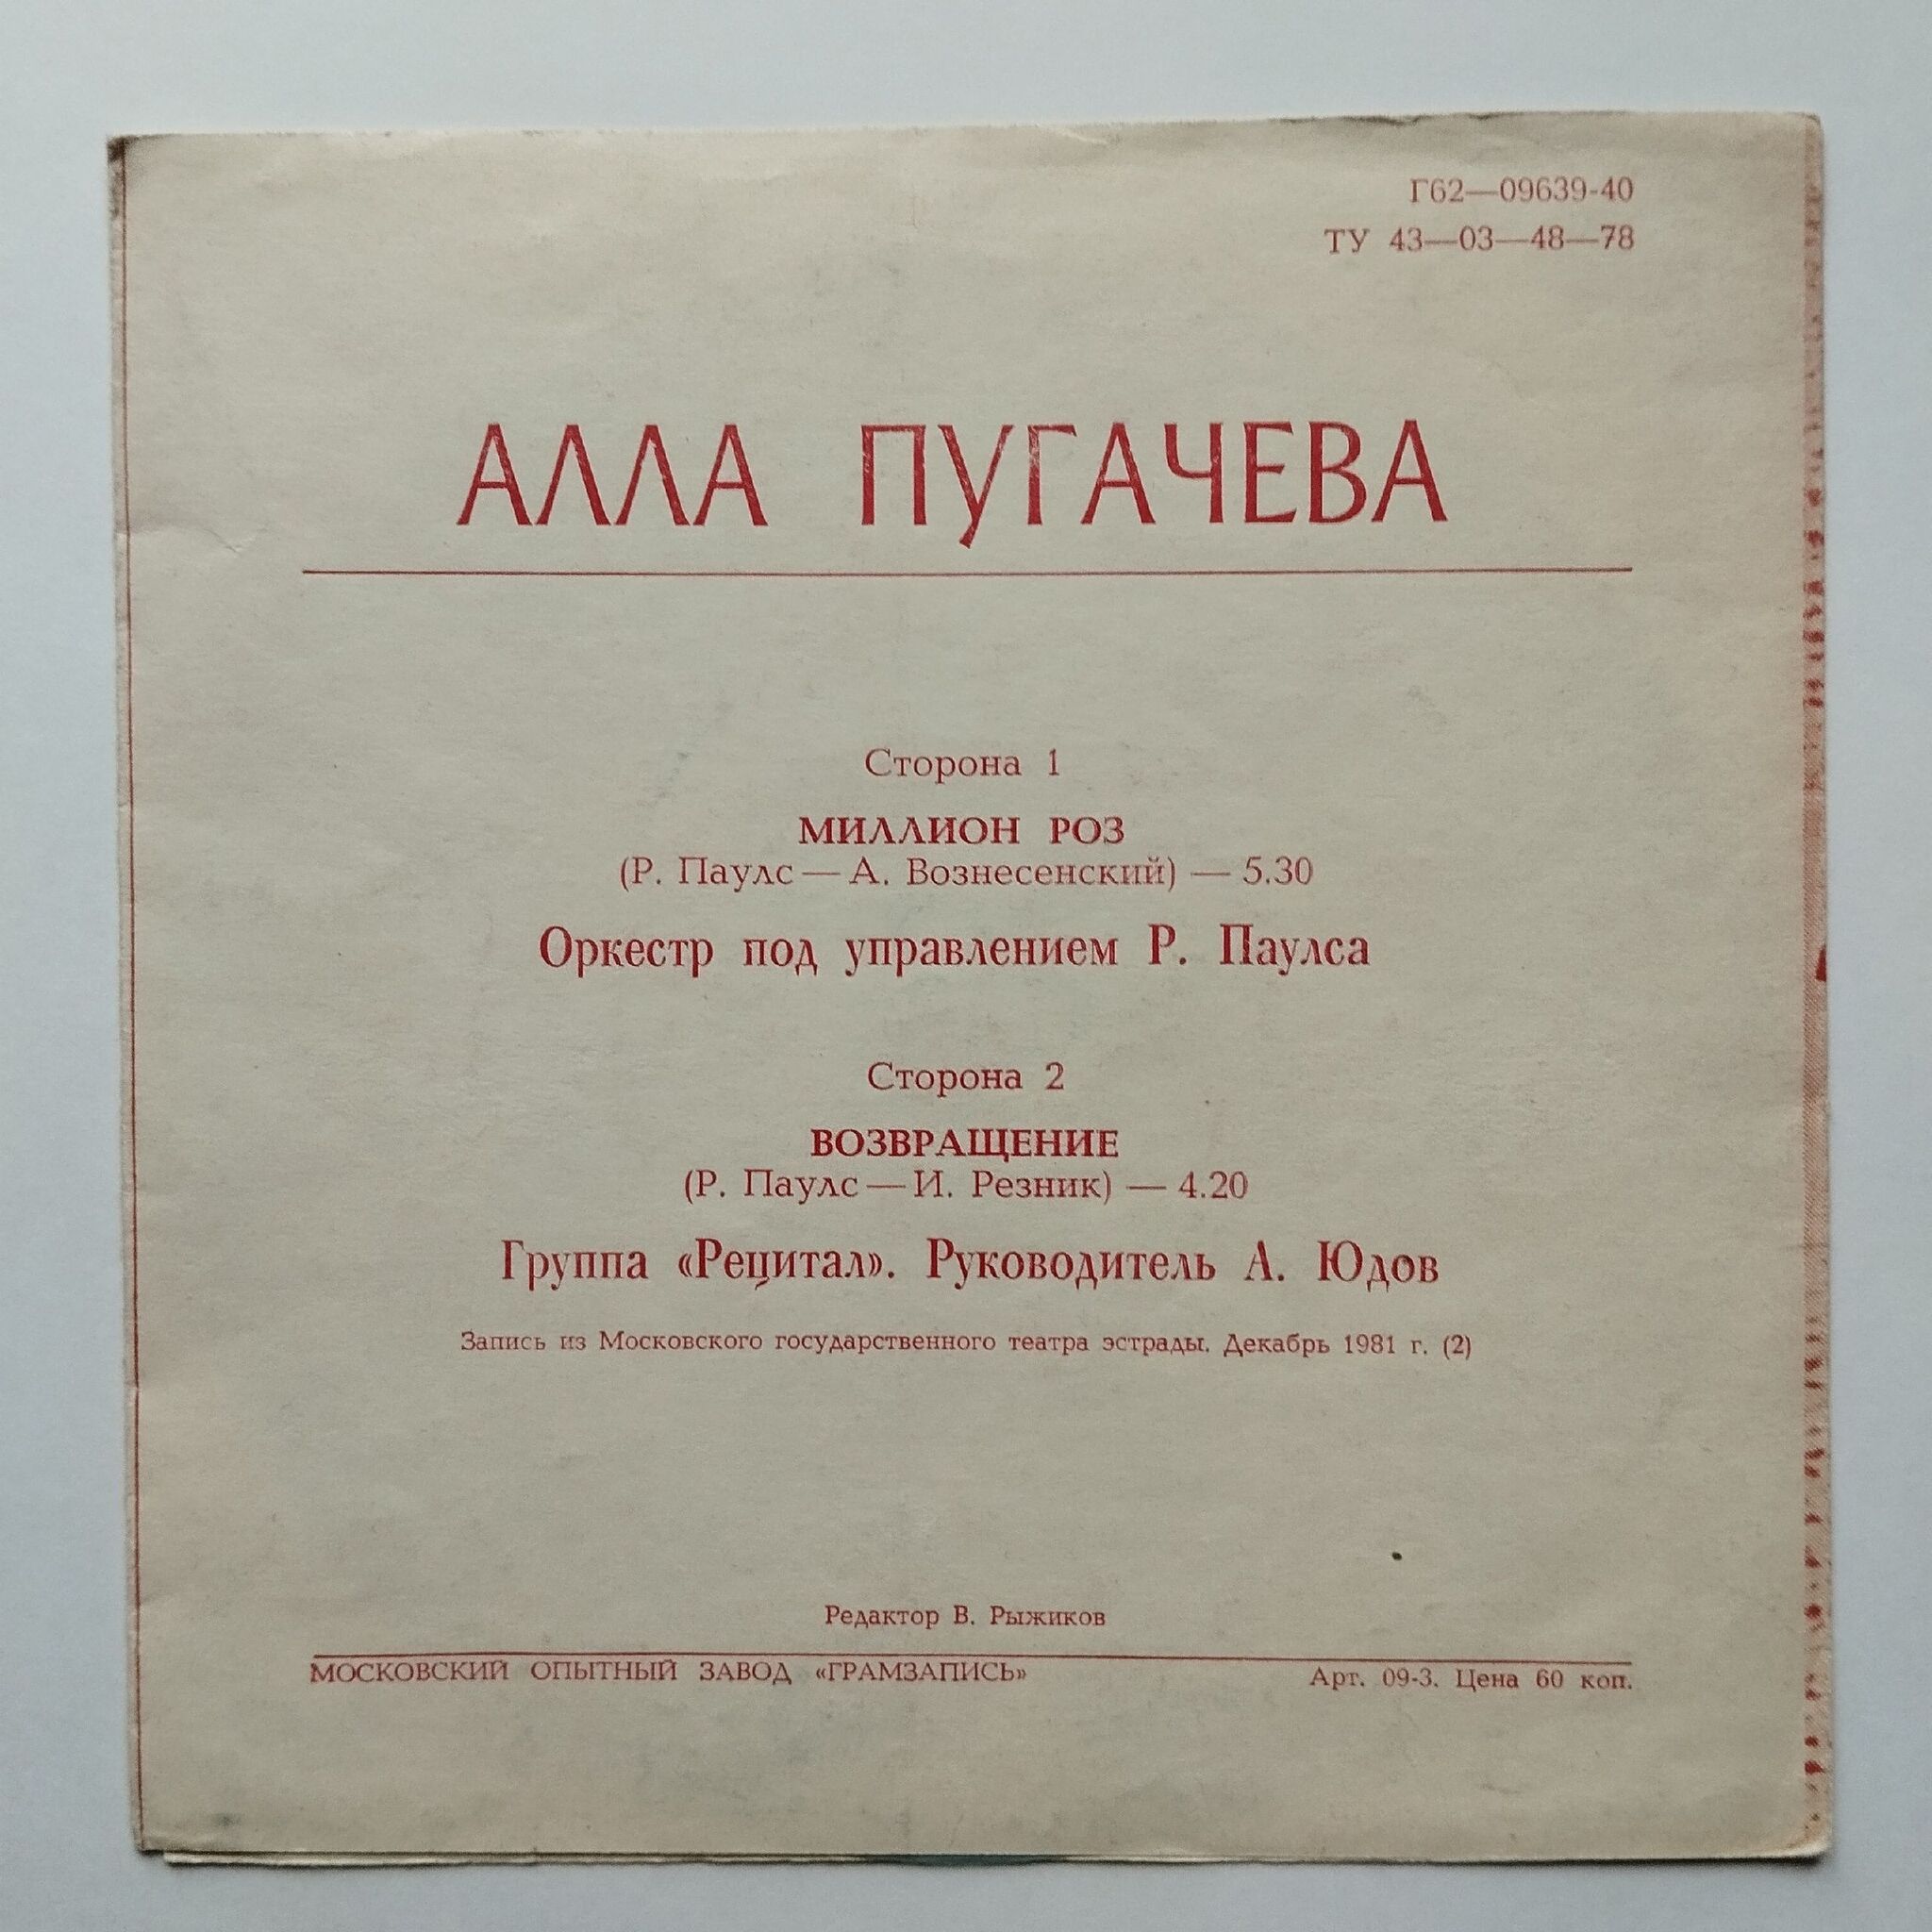 Г62—09639-40
ТУ 43—03—48—78
АЛЛА ПУГАЧЕВА
Сторона 1
МИЛЛИОН РОЗ
(Р. Паулс — А. Вознесенский) — 5.30
Оркестр под управлением Р. Паулса
Сторона 2
ВОЗВРАЩЕНИЕ
(Р. Паулс — И. Резник) — 4.20
Группа «Рецитал». Руководитель А. Юдов
Запись из Московского государственного театра эстрады. Декабрь 1981 г. (2)
Редактор В. Рыжиков
МОСКОВСКИЙ ОПЫТНЫЙ ЗАВОД «ГРАМЗАПИСЬ» Арт. 09-3. Цена 60 коп.